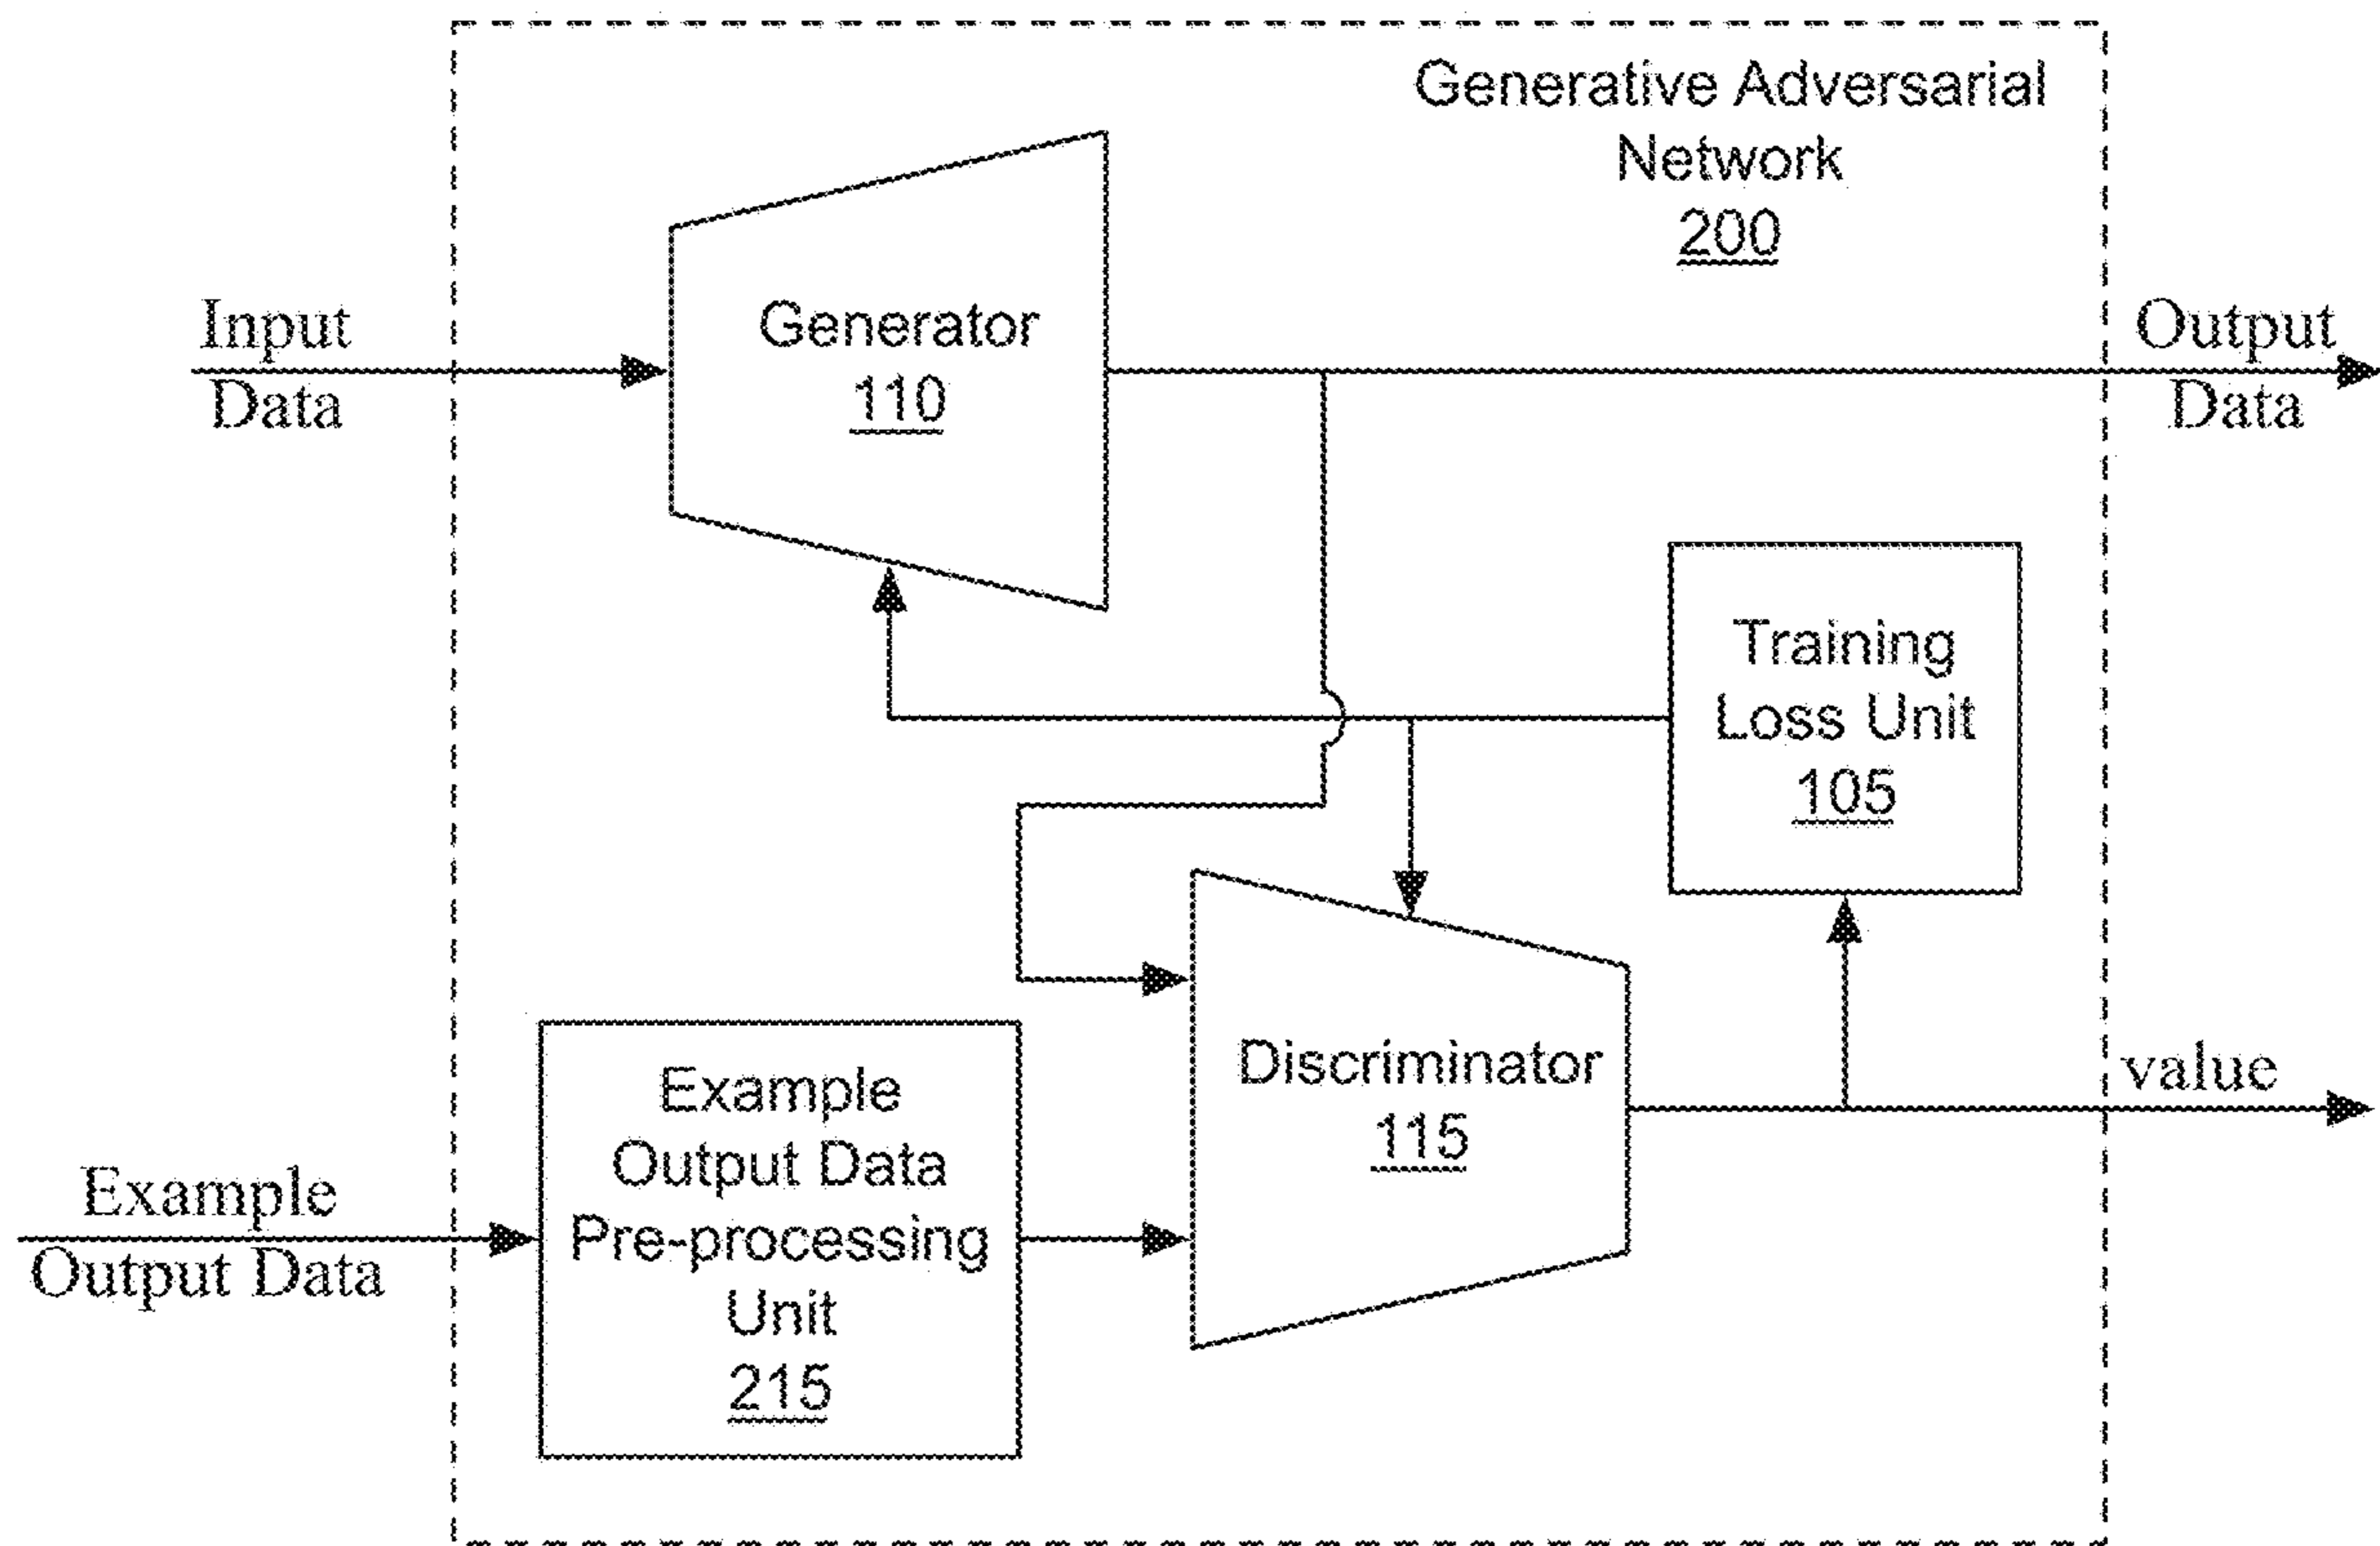 Generative Adversarial
Network
200
Input
Data
Generator
110
Output
Data
Training
Loss Unit
105
Discriminator
115
value
Example
Output Data
Example
Output Data
Pre-processing
Unit
215